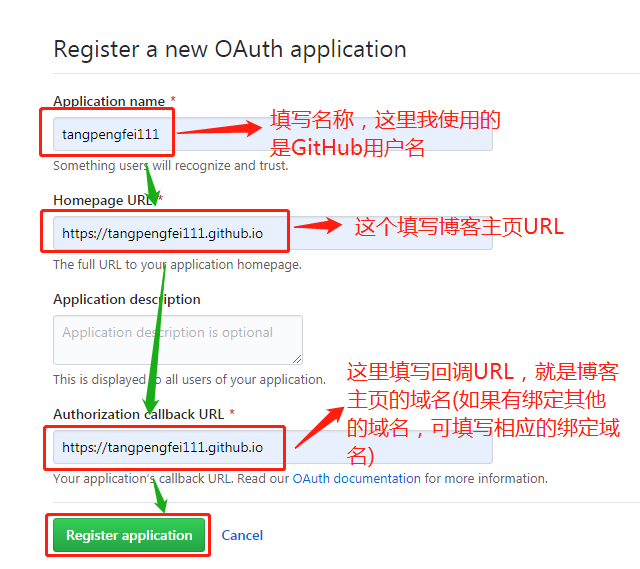 Register a new OAuth application
Application name *
tangpengfei111
填写名称，这里我使用的
是GitHub用户名
Something users will recognize and trust.
Homepage URL *
https://tangpengfei111.github.io
这个填写博客主页URL
The full URL to your application homepage.
Application description
Application description is optional
This is displayed to all users of your application.
这里填写回调URL，就是博客
主页的域名(如果有绑定其他
的域名，可填写相应的绑定域
名)
Authorization callback URL *
https://tangpengfei111.github.io
Your application's callback URL. Read our OAuth documentation for more information.
Register application
Cancel